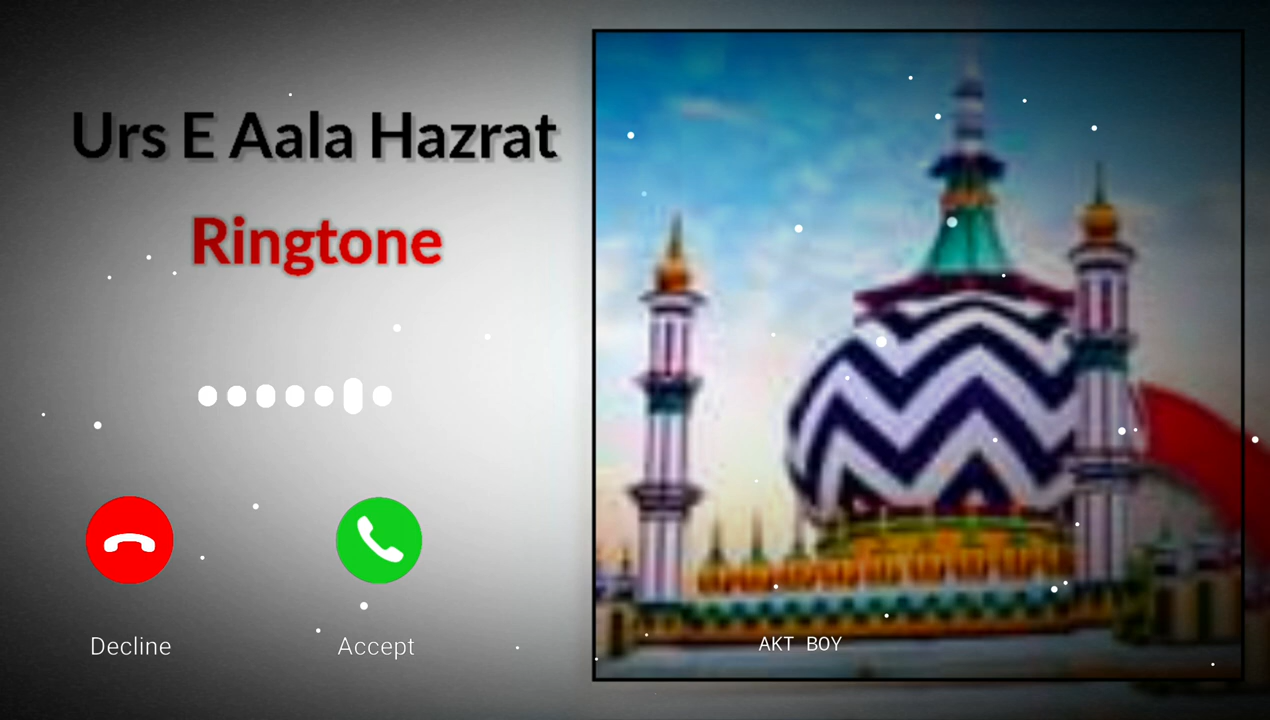 Urs E Aala Hazrat
Ringtone
Decline
Accept
AKT BOY